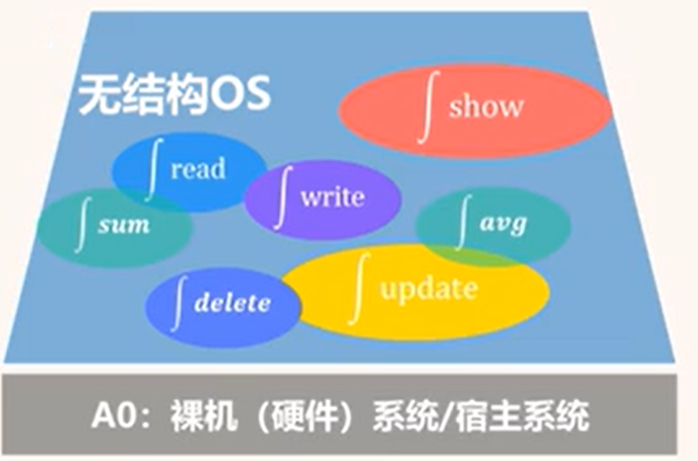 无结构OS
∫ show
∫ read
∫ write
∫ sum
∫ avg
∫ update
∫ delete
A0：裸机（硬件）系统/宿主系统